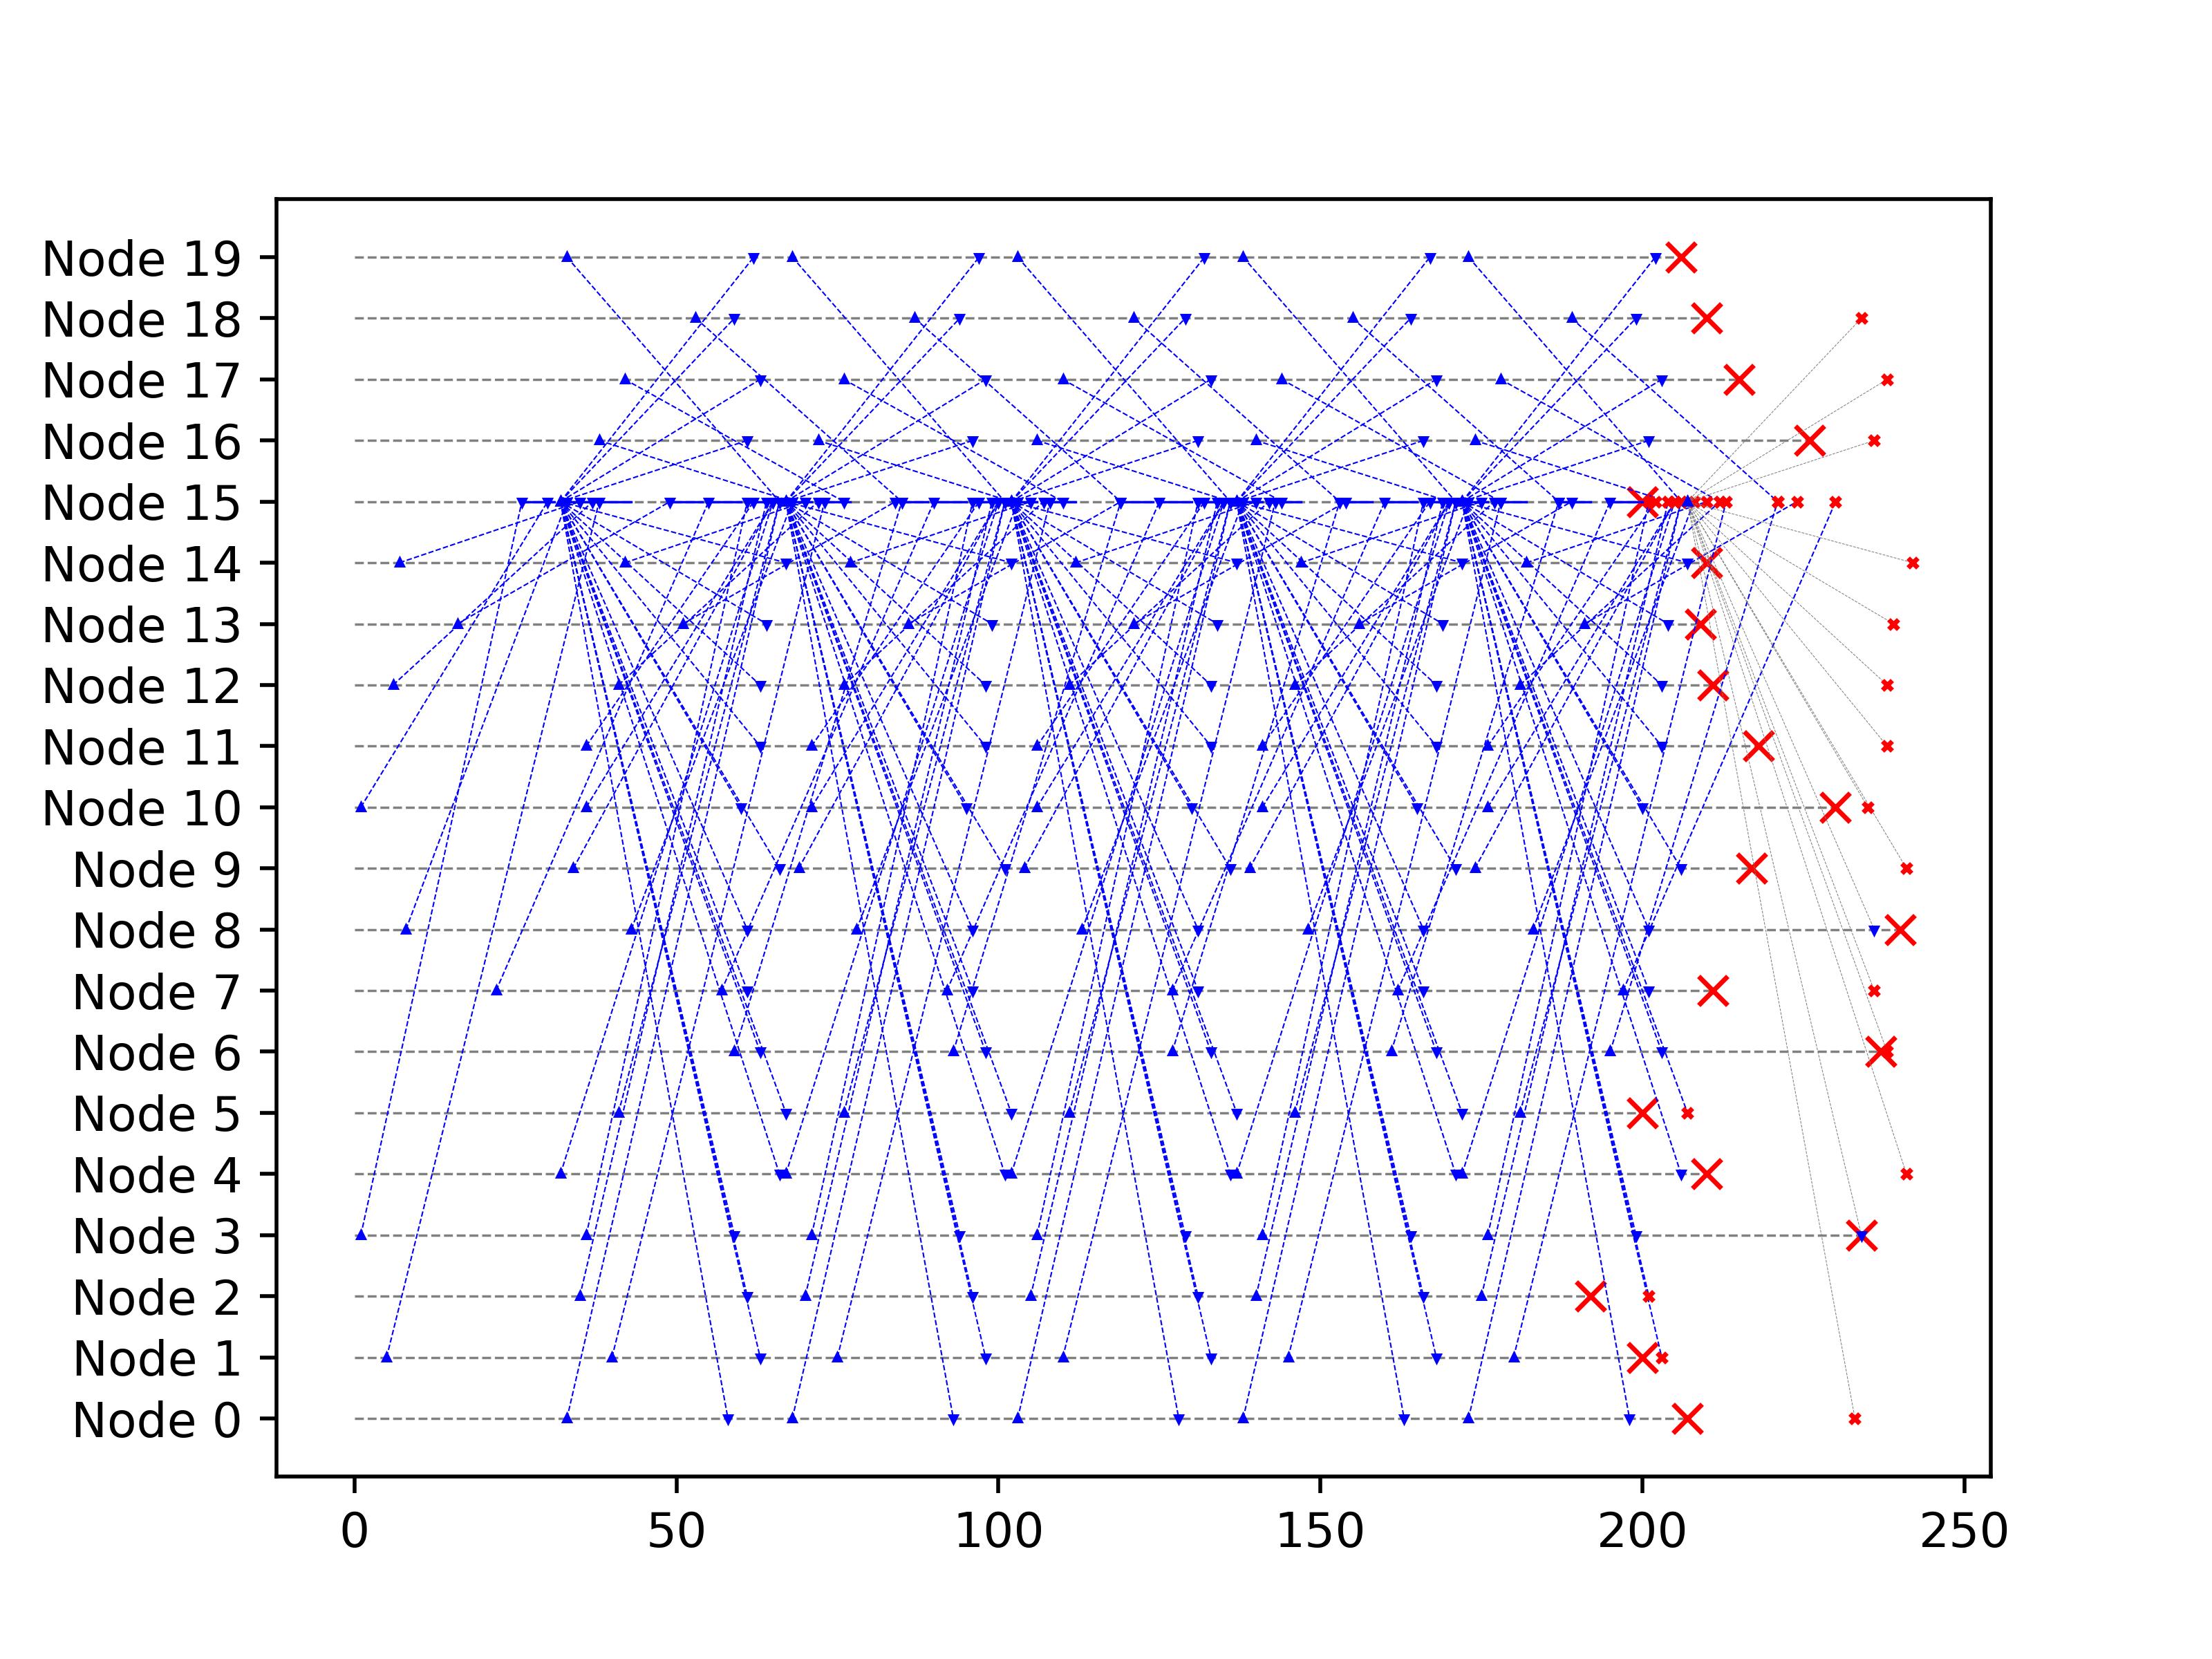 Node 19
Node 18
Node 17
Node 16
Node 15
Node 14
Node 13
Node 12
Node 11
Node 10
Node 9
Node 8
Node 7
Node 6
Node 5
Node 4
Node 3
Node 2
Node 1
Node 0
0 50 100 150 200 250